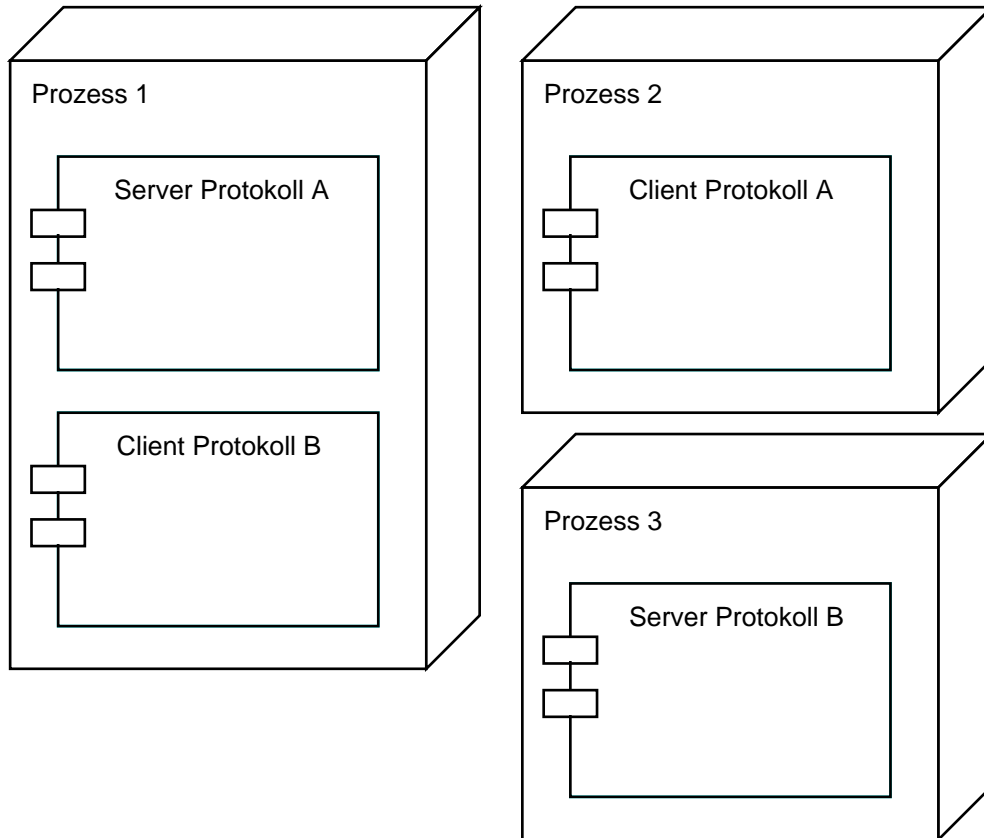 Prozess 1
Server Protokoll A
Client Protokoll B
Prozess 2
Client Protokoll A
Prozess 3
Server Protokoll B